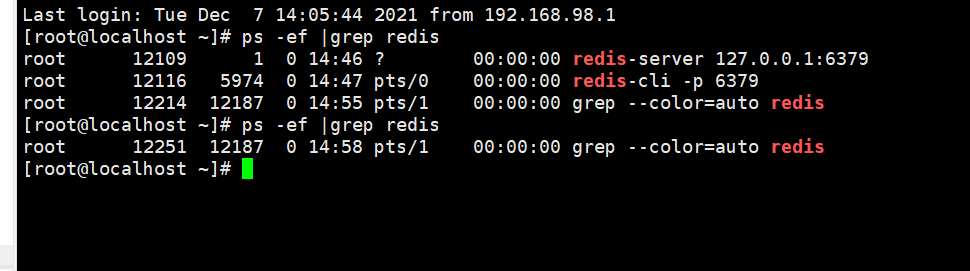 Last login: Tue Dec  7 14:05:44 2021 from 192.168.98.1
[root@localhost ~]# ps -ef |grep redis
root      12109      1  0 14:46 ?        00:00:00 redis-server 127.0.0.1:6379
root      12116   5974  0 14:47 pts/0    00:00:00 redis-cli -p 6379
root      12214  12187  0 14:55 pts/1    00:00:00 grep --color=auto redis
[root@localhost ~]# ps -ef |grep redis
root      12251  12187  0 14:58 pts/1    00:00:00 grep --color=auto redis
[root@localhost ~]#